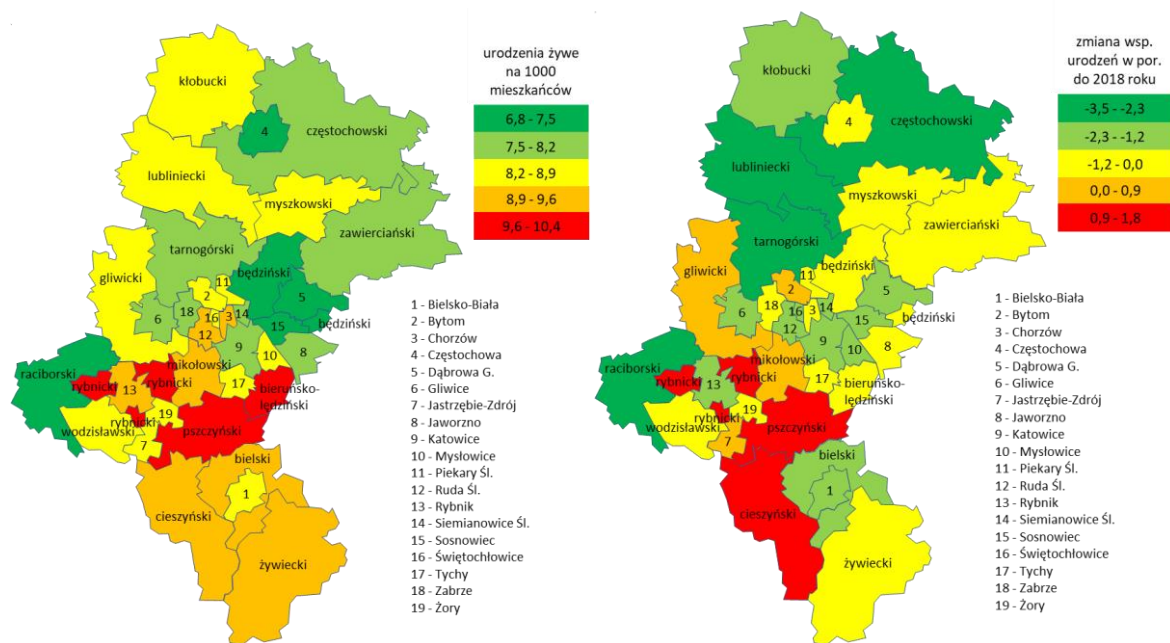 urodzenia żywe
na 1000
mieszkańców
6,8 - 7,5
7,5 - 8,2
8,2 - 8,9
8,9 - 9,6
9,6 - 10,4
kłobucki
4
częstochowski
lubliniecki
myszkowski
zawierciański
tarnogórski
będziński
gliwicki
11
2
5
6
18
16
3
14
12
15
będziński
9
mikołowski
10
8
raciborski
rybnicki
rybnicki
13
17
bieruńsko-
lędziński
19
rybnicki
wodzisławski
pszczyński
7
bielski
1
cieszyński
żywiecki
1 - Bielsko-Biała
2 - Bytom
3 - Chorzów
4 - Częstochowa
5 - Dąbrowa G.
6 - Gliwice
7 - Jastrzębie-Zdrój
8 - Jaworzno
9 - Katowice
10 - Mysłowice
11 - Piekary Śl.
12 - Ruda Śl.
13 - Rybnik
14 - Siemianowice Śl.
15 - Sosnowiec
16 - Świętochłowice
17 - Tychy
18 - Zabrze
19 - Żory
zmiana wsp.
urodzeń w por.
do 2018 roku
-3,5 - -2,3
-2,3 - -1,2
-1,2 - 0,0
0,0 - 0,9
0,9 - 1,8
kłobucki
4
częstochowski
lubliniecki
myszkowski
zawierciański
tarnogórski
gliwicki
będziński
11
2
5
6
18
16
3
14
12
15
będziński
9
mikołowski
10
8
raciborski
rybnicki
rybnicki
13
17
bieruńsko-
lędziński
19
rybnicki
wodzisławski
pszczyński
7
bielski
1
cieszyński
żywiecki
1 - Bielsko-Biała
2 - Bytom
3 - Chorzów
4 - Częstochowa
5 - Dąbrowa G.
6 - Gliwice
7 - Jastrzębie-Zdrój
8 - Jaworzno
9 - Katowice
10 - Mysłowice
11 - Piekary Śl.
12 - Ruda Śl.
13 - Rybnik
14 - Siemianowice Śl.
15 - Sosnowiec
16 - Świętochłowice
17 - Tychy
18 - Zabrze
19 - Żory